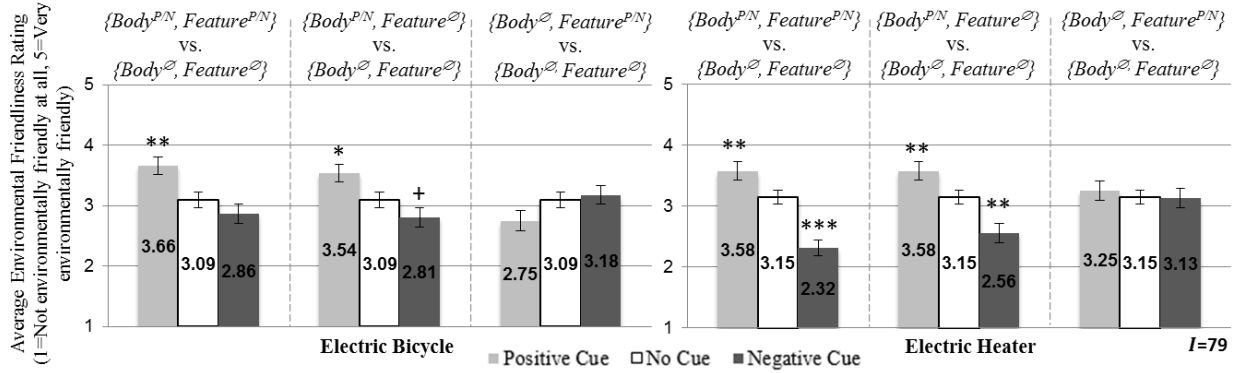 Average Environmental Friendliness Rating
(1=Not environmentally friendly at all, 5=Very
environmentally friendly)
{Body^{P/N}, Feature^{P/N}}
vs.
{Body^∅, Feature^∅}
{Body^{P/N}, Feature^∅}
vs.
{Body^∅, Feature^∅}
{Body^∅, Feature^{P/N}}
vs.
{Body^∅, Feature^∅}
{Body^{P/N}, Feature^{P/N}}
vs.
{Body^∅, Feature^∅}
{Body^{P/N}, Feature^∅}
vs.
{Body^∅, Feature^∅}
{Body^∅, Feature^{P/N}}
vs.
{Body^∅, Feature^∅}
5
4
3
2
1
**
3.66
3.09
2.86
*
+
3.54
3.09
2.81
2.75
3.09
3.18
Electric Bicycle
5
4
3
2
1
**
***
3.58
3.15
2.32
**
**
3.58
3.15
2.56
3.25
3.15
3.13
Electric Heater
I=79
Positive Cue
No Cue
Negative Cue